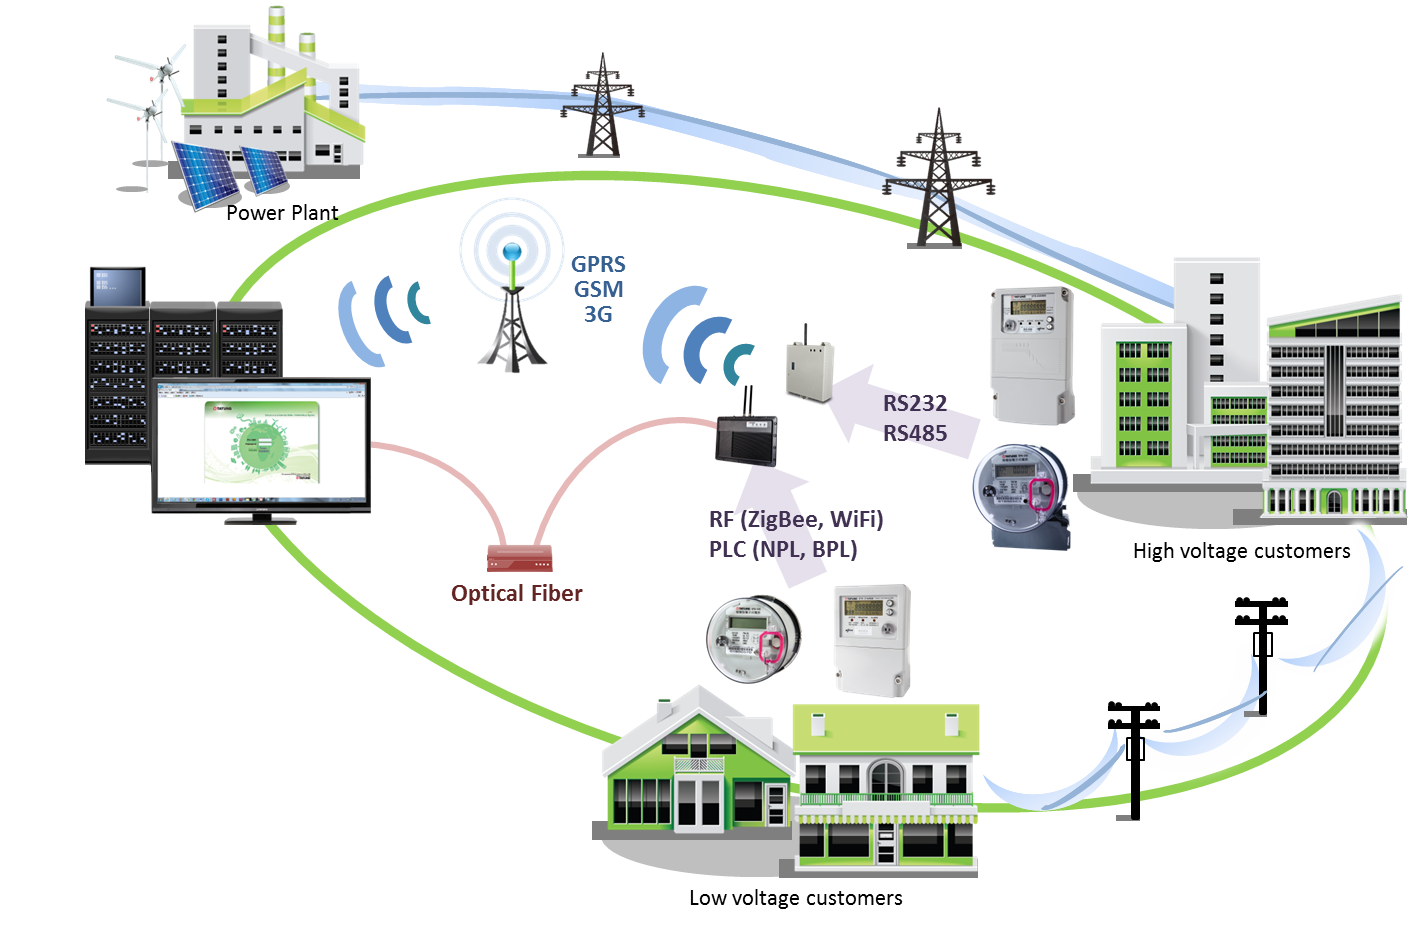 Power Plant
GPRS
GSM
3G
RS232
RS485
RF (ZigBee, WiFi)
PLC (NPL, BPL)
High voltage customers
Optical Fiber
Low voltage customers